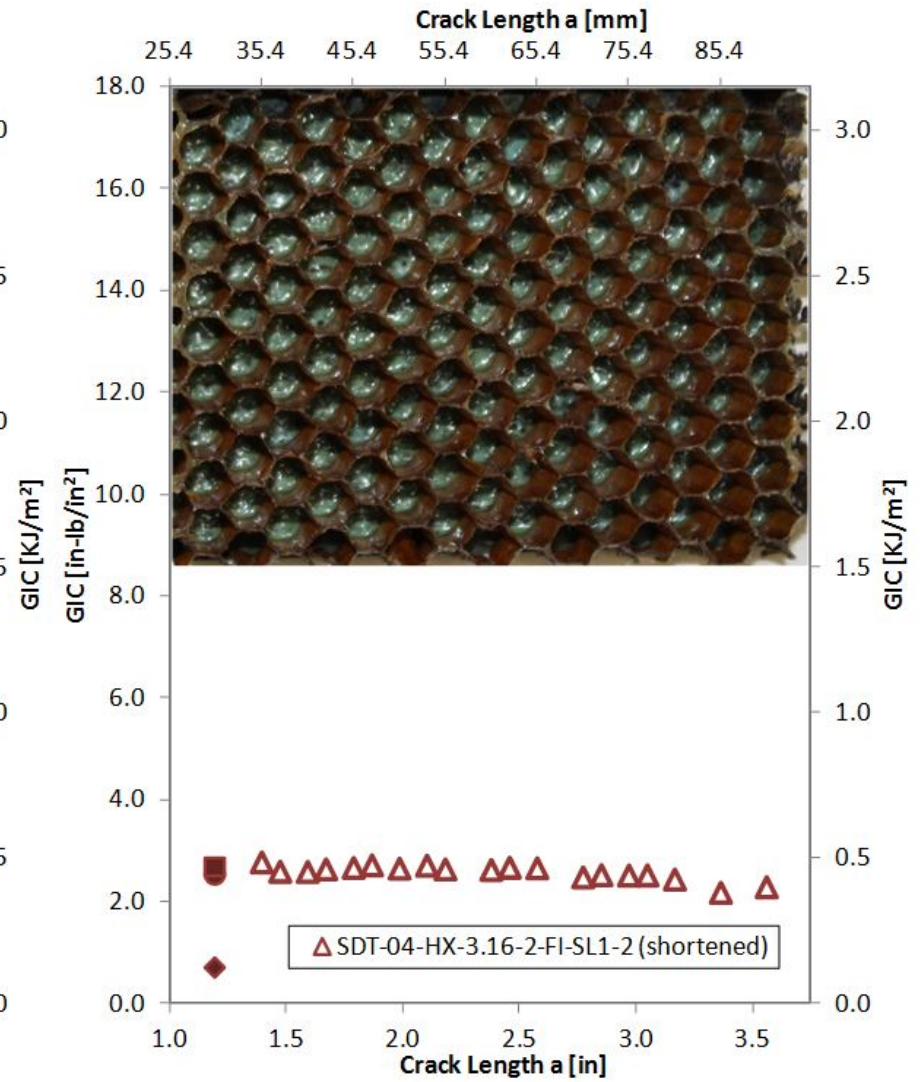 Crack Length a [mm]
25.4 35.4 45.4 55.4 65.4 75.4 85.4
18.0
16.0
14.0
12.0
10.0
8.0
6.0
4.0
2.0
0.0
GIC [KJ/m²]
GIC [in-lb/in²]
3.0
2.5
2.0
1.5
1.0
0.5
0.0
GIC [KJ/m²]
SDT-04-HX-3.16-2-FI-SL1-2 (shortened)
1.0 1.5 2.0 2.5 3.0 3.5
Crack Length a [in]